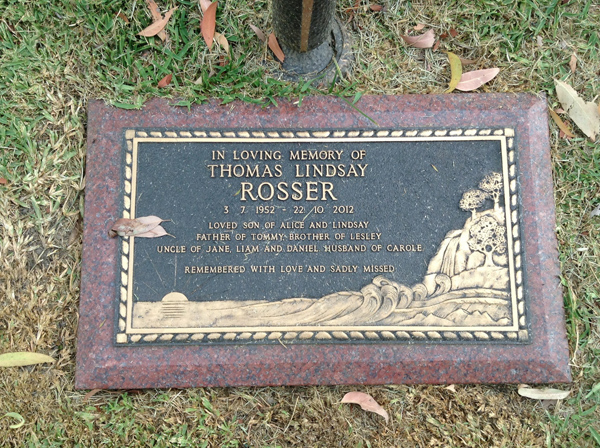 IN LOVING MEMORY OF
THOMAS LINDSAY
ROSSER
3 7 1952 - 22 10 2012
LOVED SON OF ALICE AND LINDSAY
FATHER OF TOMMY, BROTHER OF LESLEY
UNCLE OF JANE, LIAM AND DANIEL, HUSBAND OF CAROLE
REMEMBERED WITH LOVE AND SADLY MISSED